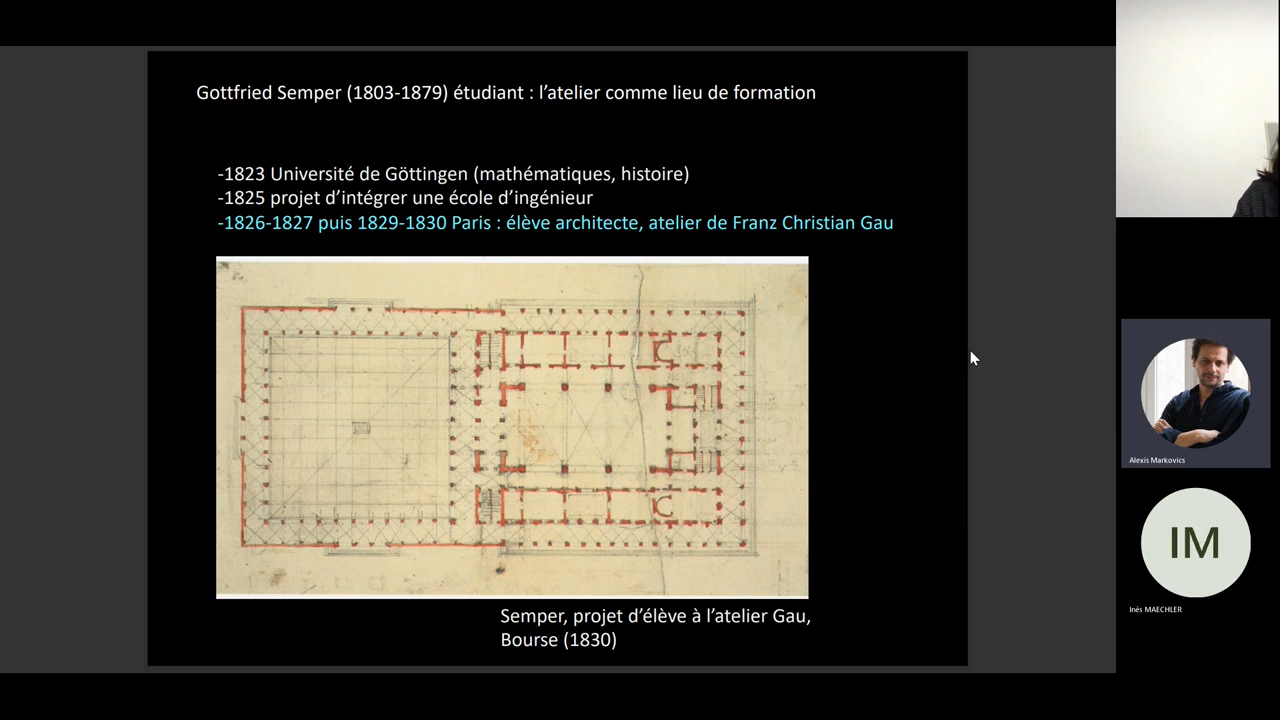 Gottfried Semper (1803-1879) étudiant : l’atelier comme lieu de formation
-1823 Université de Göttingen (mathématiques, histoire)
-1825 projet d’intégrer une école d’ingénieur
-1826-1827 puis 1829-1830 Paris : élève architecte, atelier de Franz Christian Gau
Semper, projet d’élève à l’atelier Gau,
Bourse (1830)
Alexis Markovics
IM
Inès MAECHLER